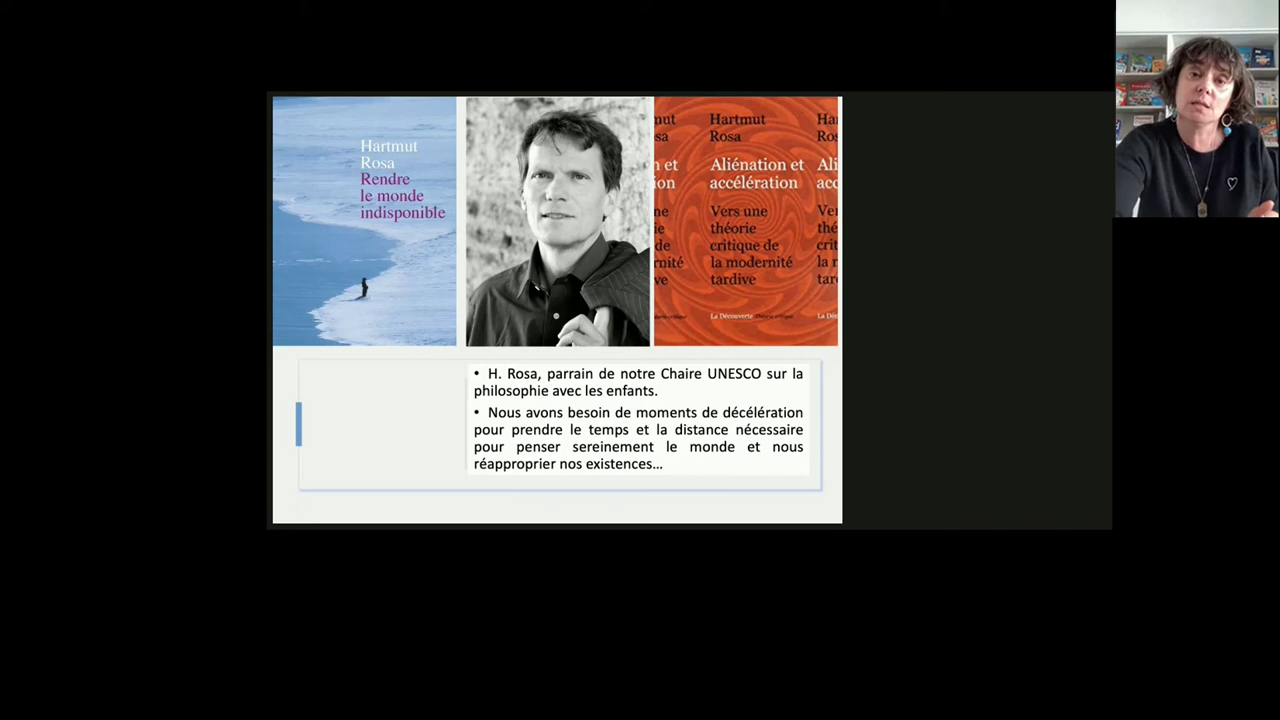 Hartmut
Rosa
Rendre
le monde
indisponible
Hartmut
Rosa
Aliénation et
accélération
Vers une
théorie
critique de
la modernité
tardive
La Découverte
• H. Rosa, parrain de notre Chaire UNESCO sur la
philosophie avec les enfants.
• Nous avons besoin de moments de décélération
pour prendre le temps et la distance nécessaire
pour penser sereinement le monde et nous
réapproprier nos existences...